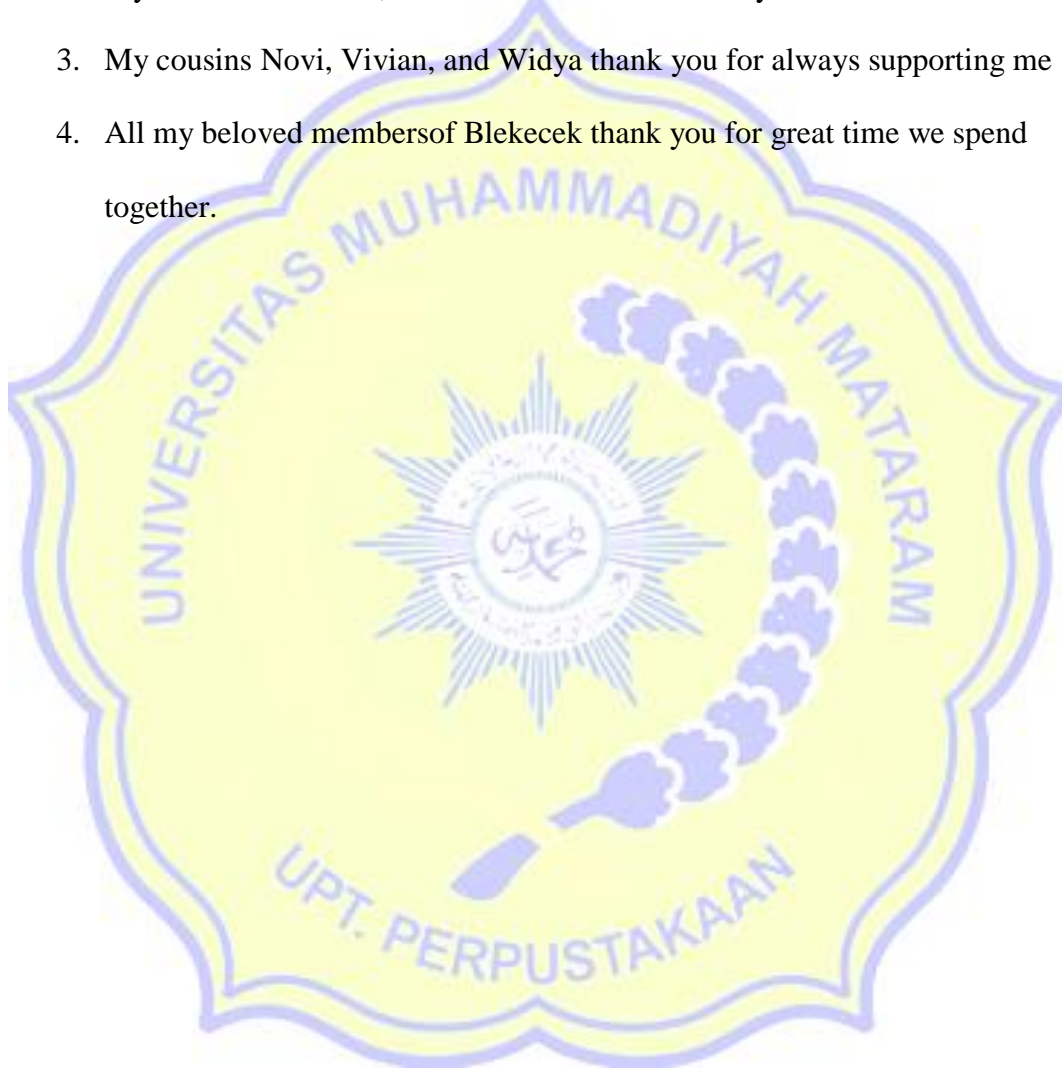 3. My cousins Novi, Vivian, and Widya thank you for always supporting me
4. All my beloved membersof Blekecek thank you for great time we spend
together.
UNIVERSITAS MUHAMMADIYAH MATARAM
UPT. PERPUSTAKAAN